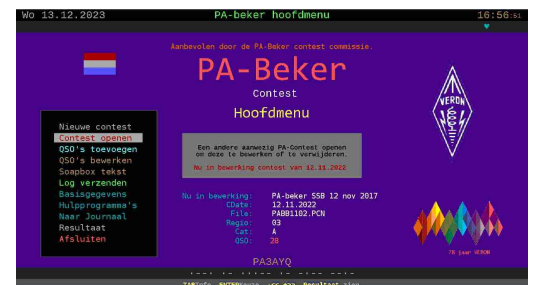 Wo 13.12.2023 PA-beker hoofdmenu 16:56:51
Aanbevolen door de PA-Beker contest commissie.
PA-Beker
Contest
Hoofdmenu
VERON
Nieuwe contest
Contest openen
QSO's toevoegen
QSO's bewerken
Soapbox tekst
Log verzenden
Basisgegevens
Hulpprogramma's
Naar Journaal
Resultaat
Afsluiten
Een andere aanwezig PA-Contest openen
om deze te bewerken of te verwijderen.
Nu in bewerking contest van 12.11.2022
Nu in bewerking: PA-beker SSB 12 nov 2017
CDate: 12.11.2022
File: PABB1102.PCN
Regio: 03
Cat: A
QSO: 28
78 jaar VERON
PA3AYQ